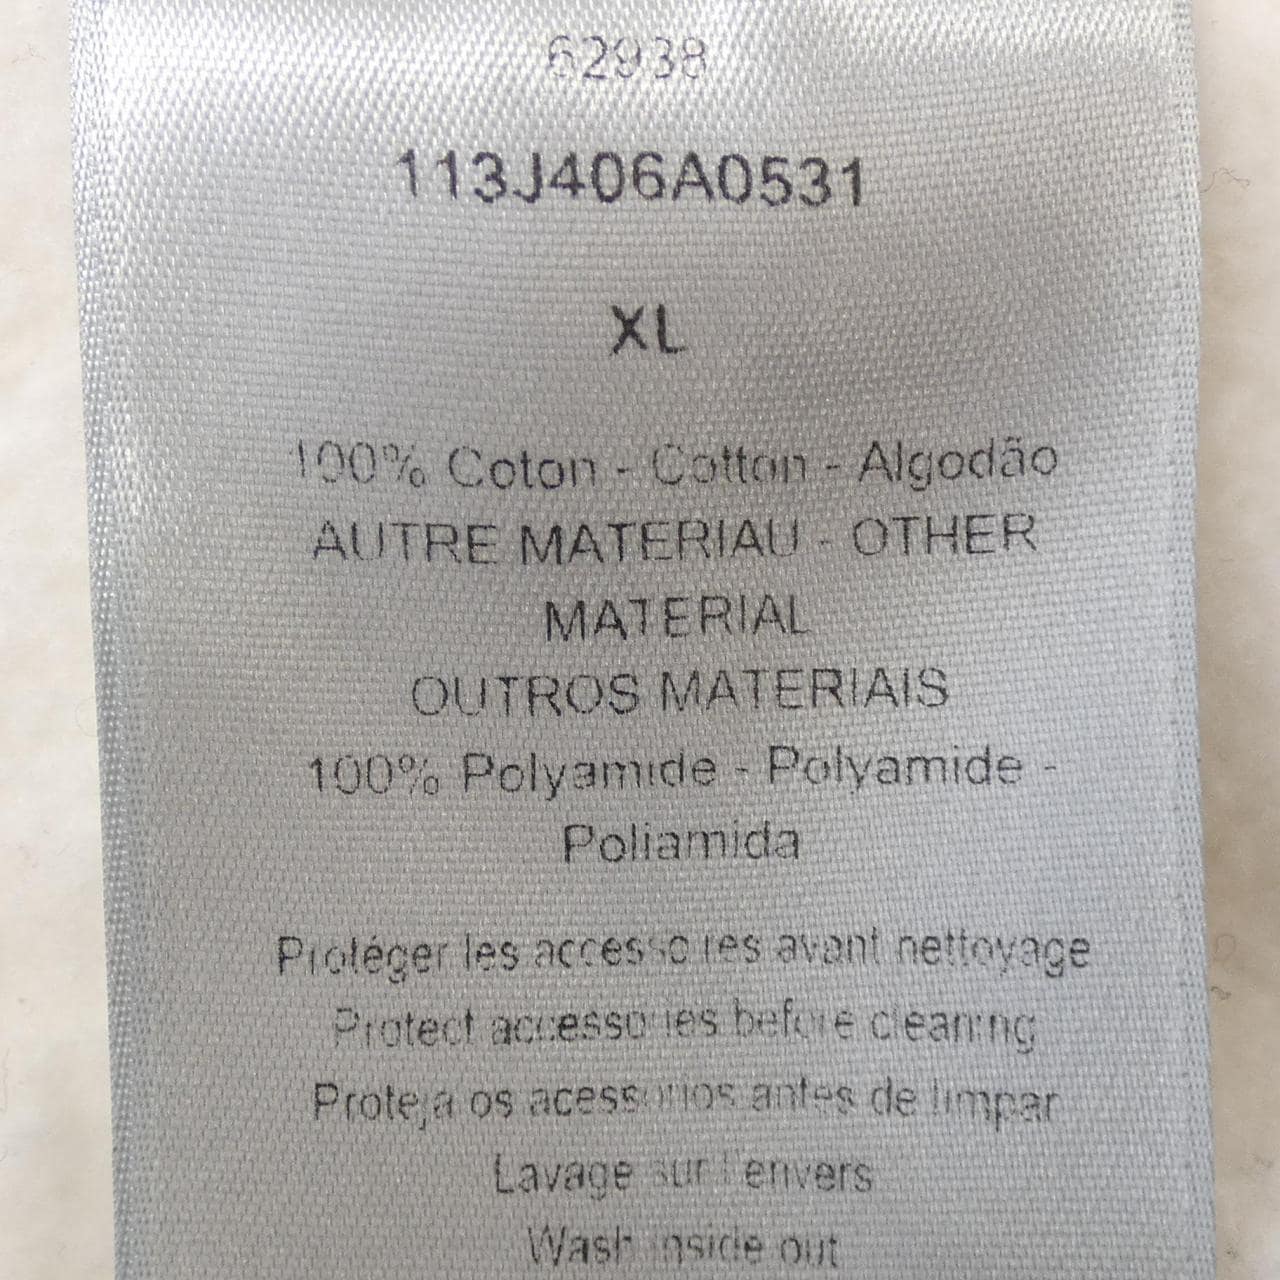 62938
113J406A0531
XL
100% Coton - Cotton - Algodão
AUTRE MATERIAU - OTHER
MATERIAL
OUTROS MATERIAIS
100% Polyamide - Polyamide -
Poliamida
Protéger les accessoires avant nettoyage
Protect accessories before cleaning
Proteja os acessorios antes de limpar
Lavage sur l'envers
Wash inside out